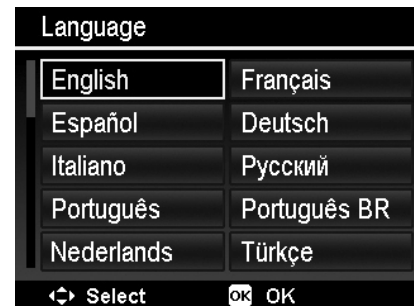 Language
English Français
Español Deutsch
Italiano Русский
Português Português BR
Nederlands Türkçe
Select OK OK